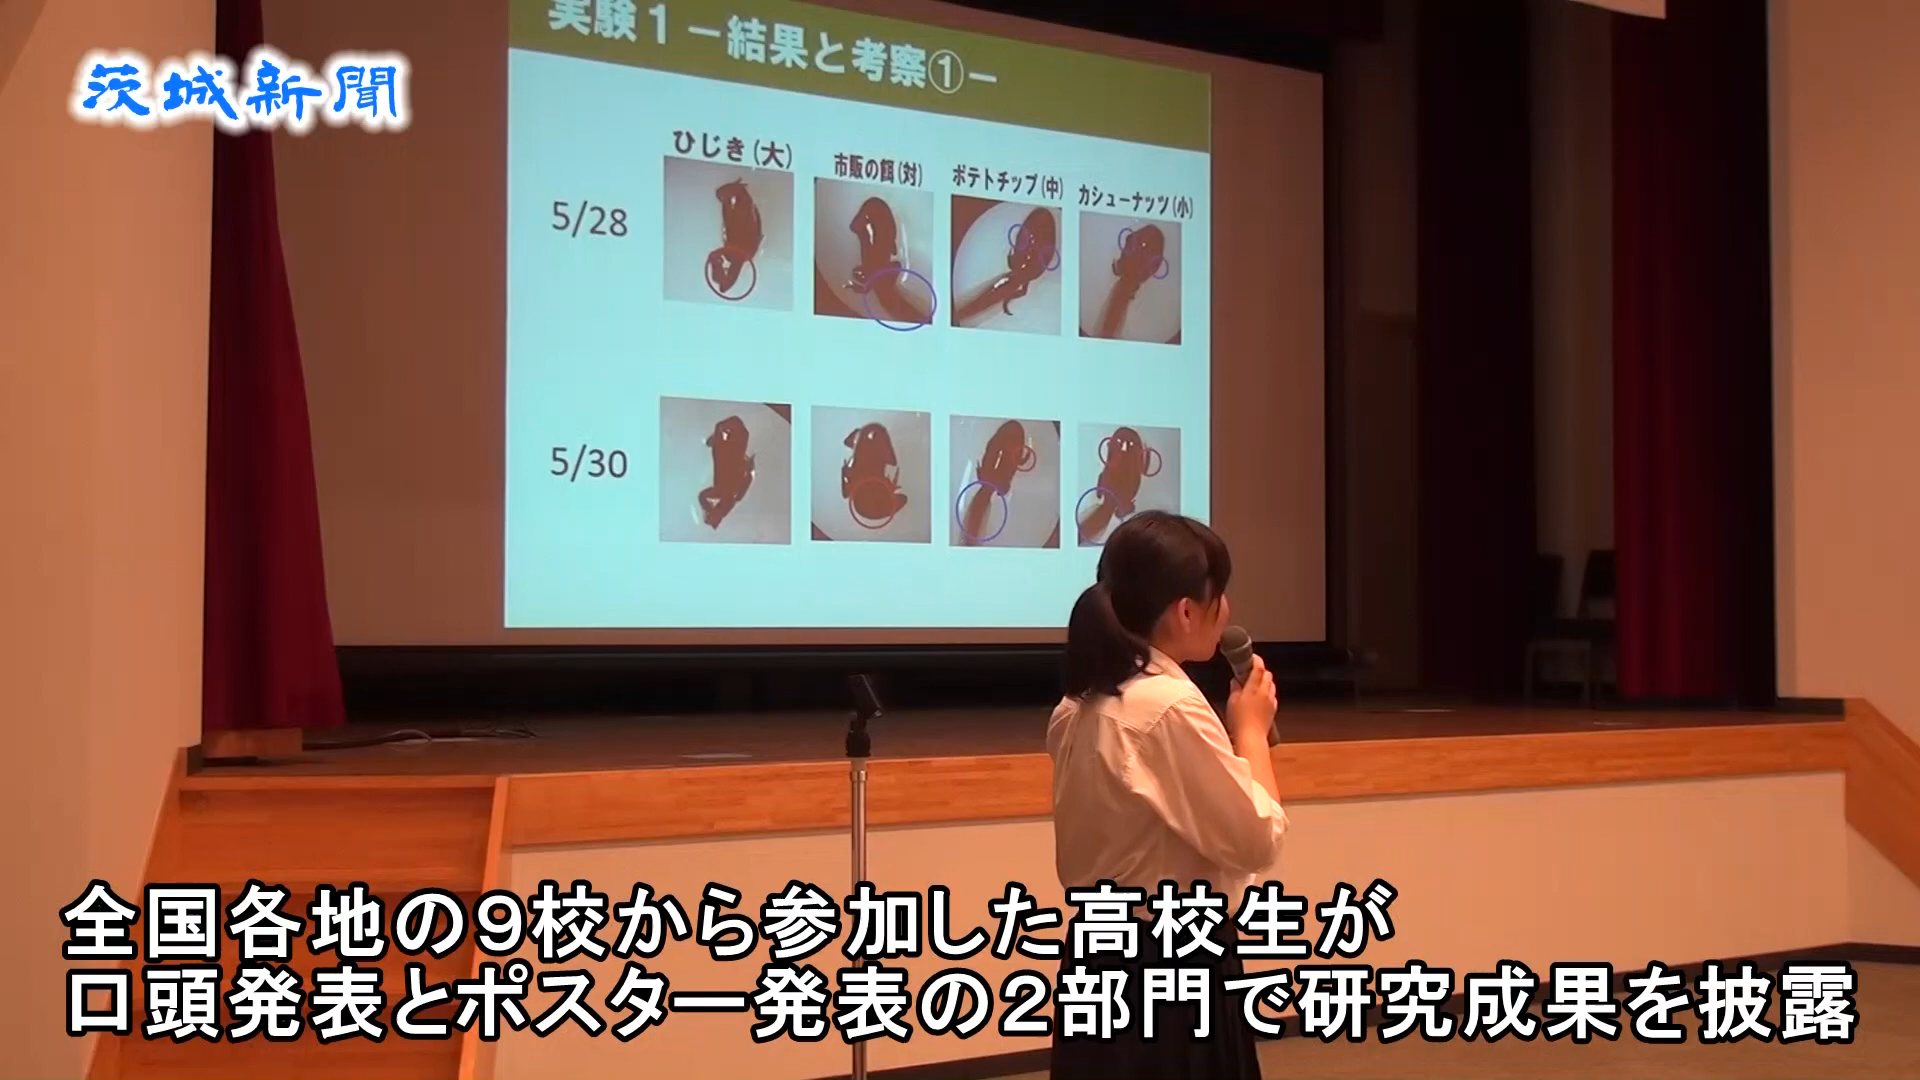 茨城新聞
実験1－結果と考察①－
ひじき(大)
市販の餌(対)
ポテトチップ(中)
カシューナッツ(小)
5/28
5/30
全国各地の9校から参加した高校生が
口頭発表とポスター発表の2部門で研究成果を披露